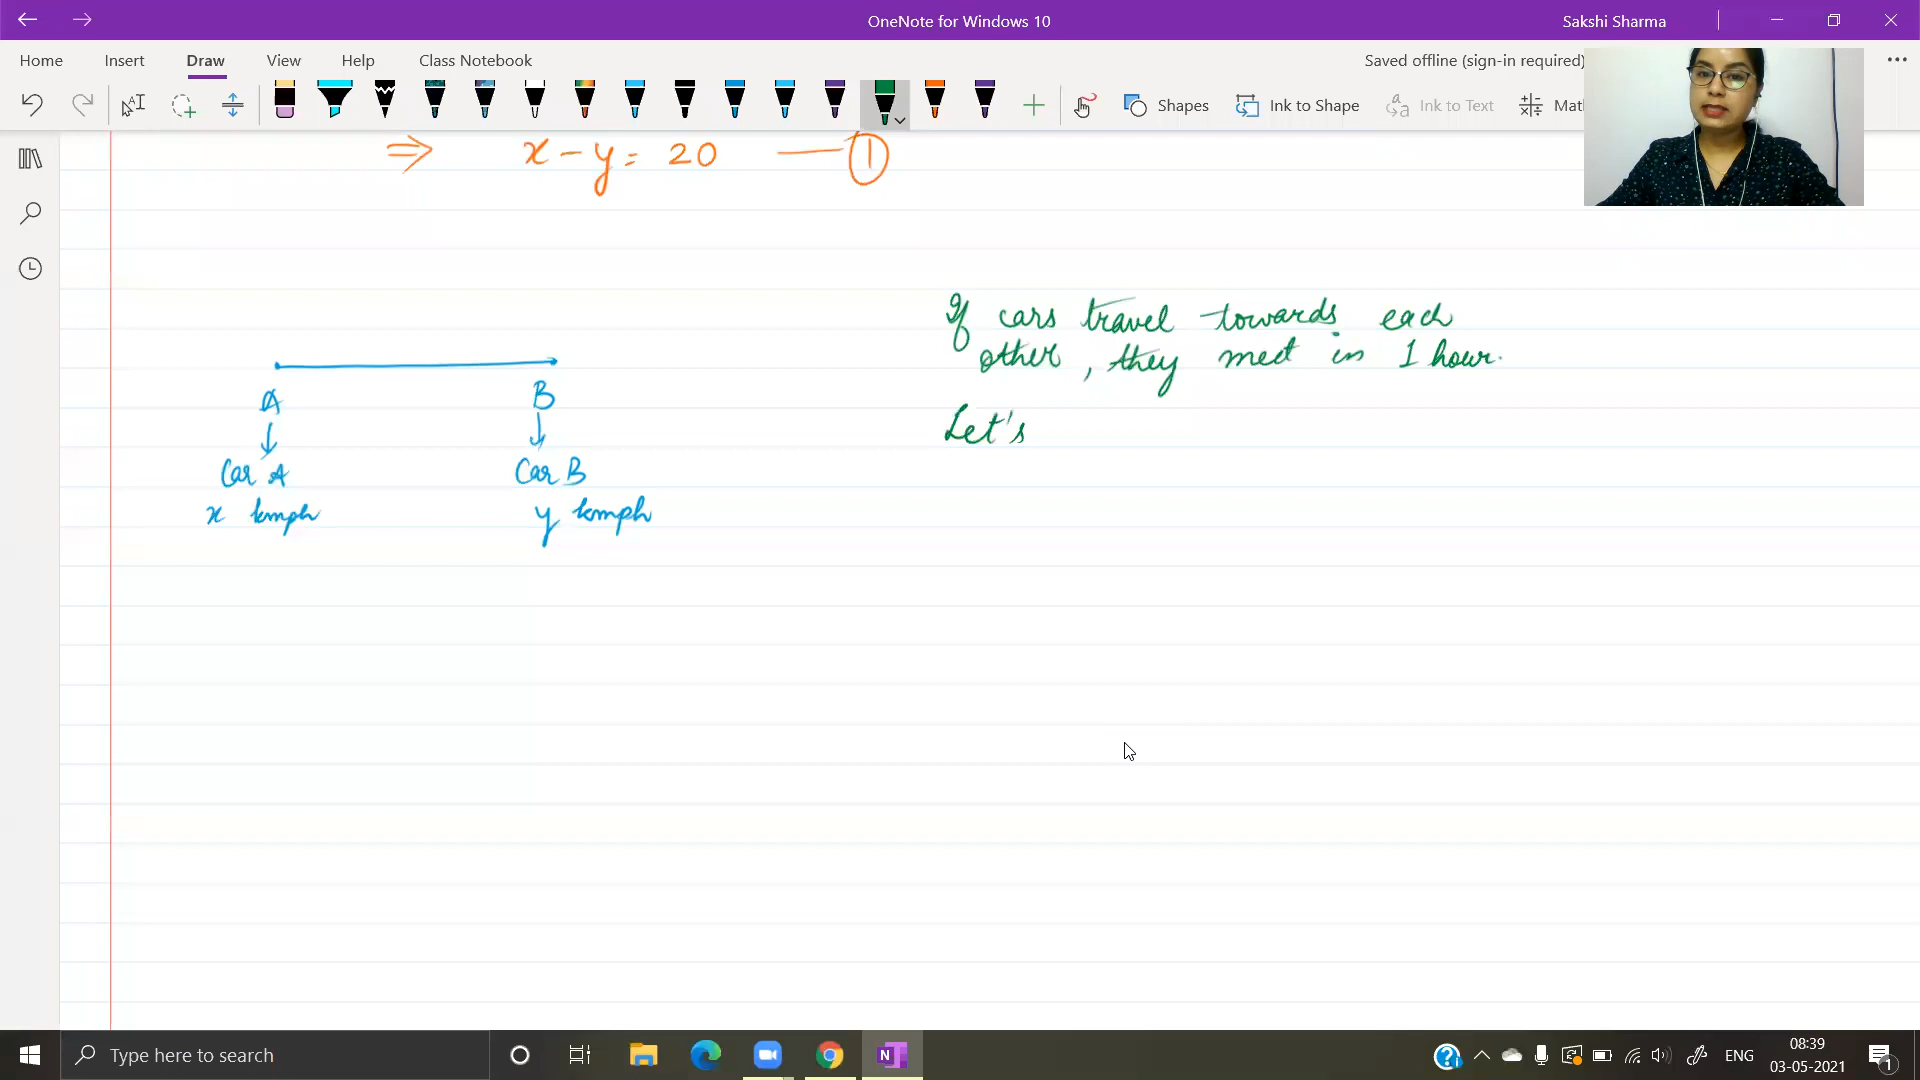 OneNote for Windows 10
Sakshi Sharma
Home Insert Draw View Help Class Notebook
Saved offline (sign-in required)
Shapes Ink to Shape Ink to Text Mat
⇒ x - y = 20 — ①
If cars travel towards each
other, they meet in 1 hour.
Let's
A B
Car A Car B
x kmph y kmph
Type here to search
ENG
08:39
03-05-2021
1